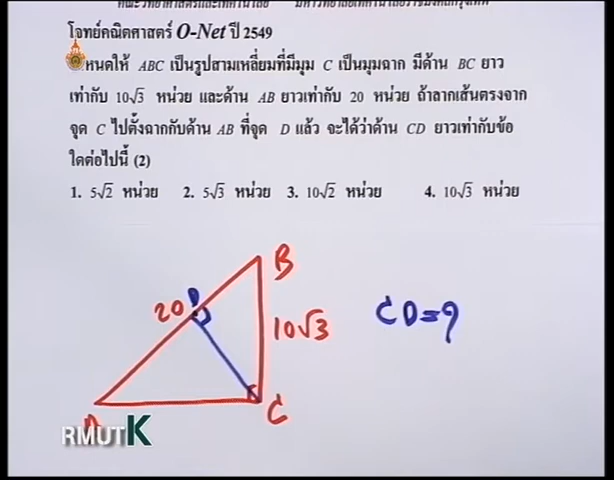 โจทย์คณิตศาสตร์ O-Net ปี 2549
หนดให้ ABC เป็นรูปสามเหลี่ยมที่มีมุม C เป็นมุมฉาก มีด้าน BC ยาว
เท่ากับ 10√3 หน่วย และด้าน AB ยาวเท่ากับ 20 หน่วย ถ้าลากเส้นตรงจาก
จุด C ไปตั้งฉากกับด้าน AB ที่จุด D แล้ว จะได้ว่าด้าน CD ยาวเท่ากับข้อ
ใดต่อไปนี้ (2)
1. 5√2 หน่วย 2. 5√3 หน่วย 3. 10√2 หน่วย 4. 10√3 หน่วย
B
20 D
10√3
CD=?
A
C
RMUTK